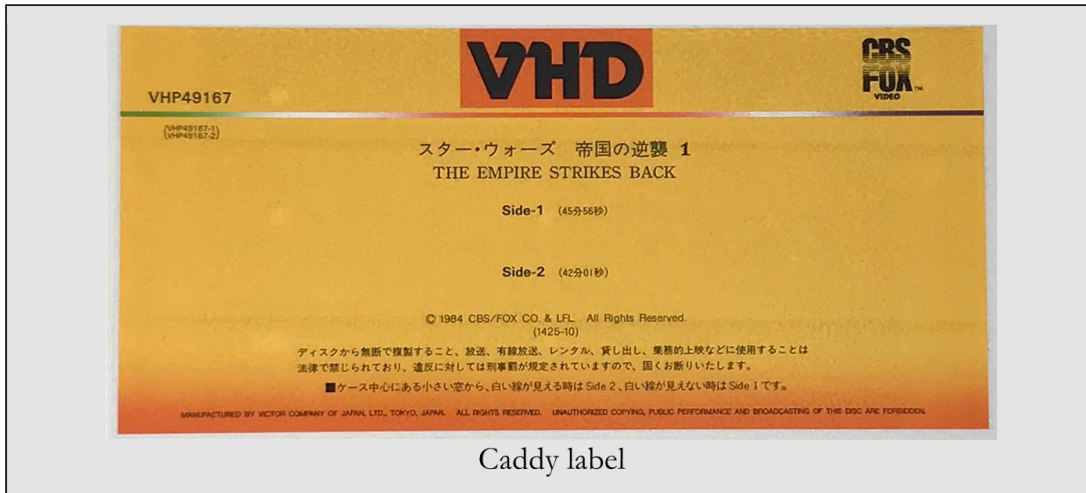 VHD
CBS
FOX
VIDEO™
VHP49167
(VHP49167-1)
(VHP49167-2)
スター・ウォーズ 帝国の逆襲 1
THE EMPIRE STRIKES BACK
Side-1 (45分56秒)
Side-2 (42分01秒)
© 1984 CBS/FOX CO. & LFL. All Rights Reserved.
(1425-10)
ディスクから無断で複製すること、放送、有線放送、レンタル、貸し出し、業務的上映などに使用することは
法律で禁じられており、違反に対しては刑事罰が規定されていますので、固くお断りいたします。
■ケース中心にある小さい窓から、白い線が見える時はSide 2、白い線が見えない時はSide 1です。
MANUFACTURED BY VICTOR COMPANY OF JAPAN, LTD., TOKYO, JAPAN. ALL RIGHTS RESERVED. UNAUTHORIZED COPYING, PUBLIC PERFORMANCE AND BROADCASTING OF THIS DISC ARE FORBIDDEN.
Caddy label